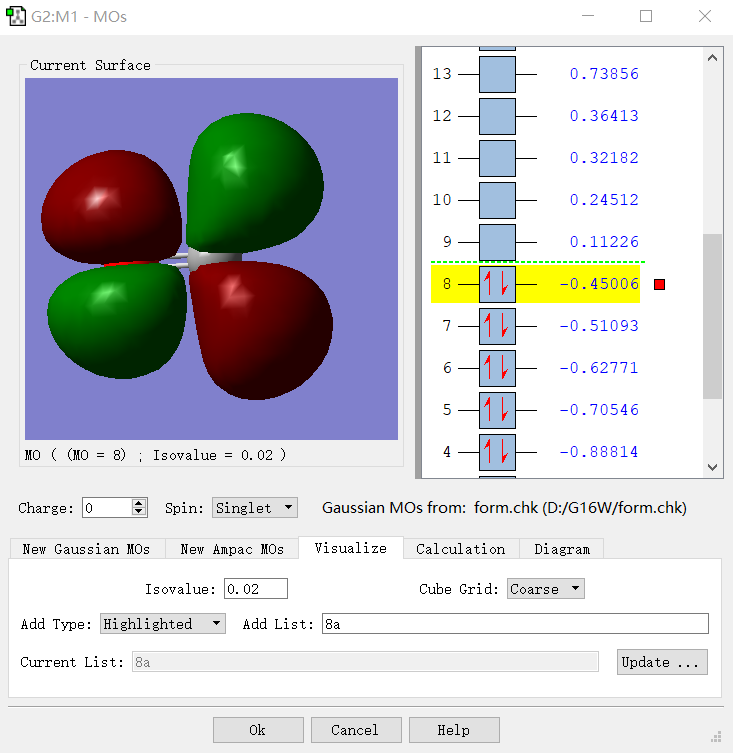 G2:M1 - MOs
Current Surface
MO ( (MO = 8) ; Isovalue = 0.02 )
13 0.73856
12 0.36413
11 0.32182
10 0.24512
9 0.11226
8 -0.45006
7 -0.51093
6 -0.62771
5 -0.70546
4 -0.88814
Charge: 0 Spin: Singlet Gaussian MOs from: form.chk (D:/G16W/form.chk)
New Gaussian MOs New Ampac MOs Visualize Calculation Diagram
Isovalue: 0.02 Cube Grid: Coarse
Add Type: Highlighted Add List: 8a
Current List: 8a Update ...
Ok Cancel Help